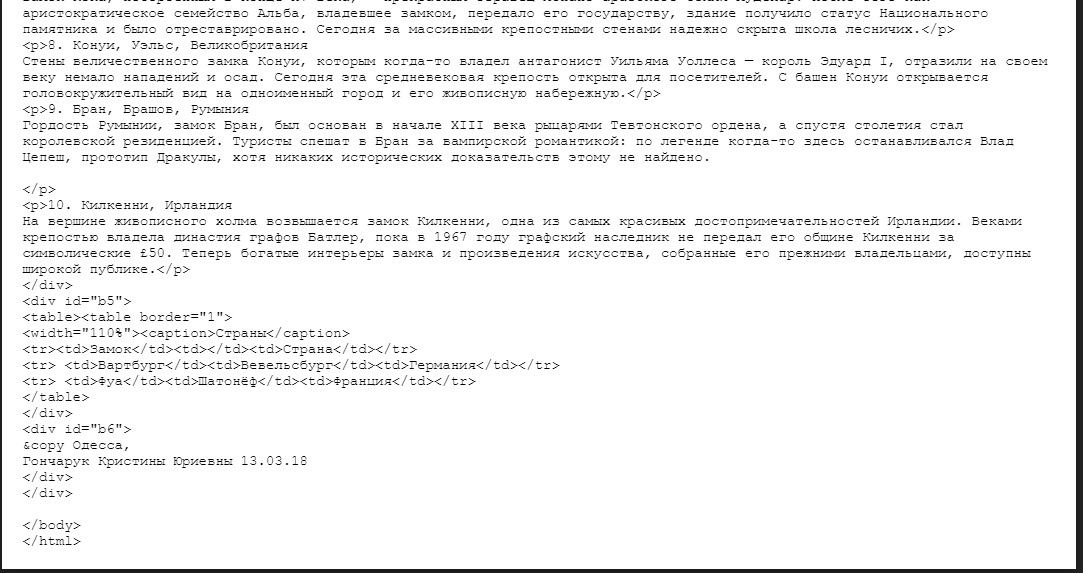 аристократическое семейство Альба, владевшее замком, передало его государству, здание получило статус Национального
памятника и было отреставрировано. Сегодня за массивными крепостными стенами надежно скрыта школа лесничих.</p>
<p>8. Конуи, Уэльс, Великобритания
Стены величественного замка Конуи, которым когда-то владел антагонист Уильяма Уоллеса — король Эдуард I, отразили на своем
веку немало нападений и осад. Сегодня эта средневековая крепость открыта для посетителей. С башен Конуи открывается
головокружительный вид на одноименный город и его живописную набережную.</p>
<p>9. Бран, Брашов, Румыния
Гордость Румынии, замок Бран, был основан в начале XIII века рыцарями Тевтонского ордена, а спустя столетия стал
королевской резиденцией. Туристы спешат в Бран за вампирской романтикой: по легенде когда-то здесь останавливался Влад
Цепеш, прототип Дракулы, хотя никаких исторических доказательств этому не найдено.
</p>
<p>10. Килкенни, Ирландия
На вершине живописного холма возвышается замок Килкенни, одна из самых красивых достопримечательностей Ирландии. Веками
крепостью владела династия графов Батлер, пока в 1967 году графский наследник не передал его общине Килкенни за
символические £50. Теперь богатые интерьеры замка и произведения искусства, собранные его прежними владельцами, доступны
широкой публике.</p>
</div>
<div id="b5">
<table><table border="1">
<width="110%"><caption>Страны</caption>
<tr><td>Замок</td><td></td><td>Страна</td></tr>
<tr> <td>Вартбург</td><td>Вевельсбург</td><td>Германия</td></tr>
<tr> <td>Фуа</td><td>Шатонёф</td><td>Франция</td></tr>
</table>
</div>
<div id="b6">
&copy Одесса,
Гончарук Кристины Юриевны 13.03.18
</div>
</div>
</body>
</html>